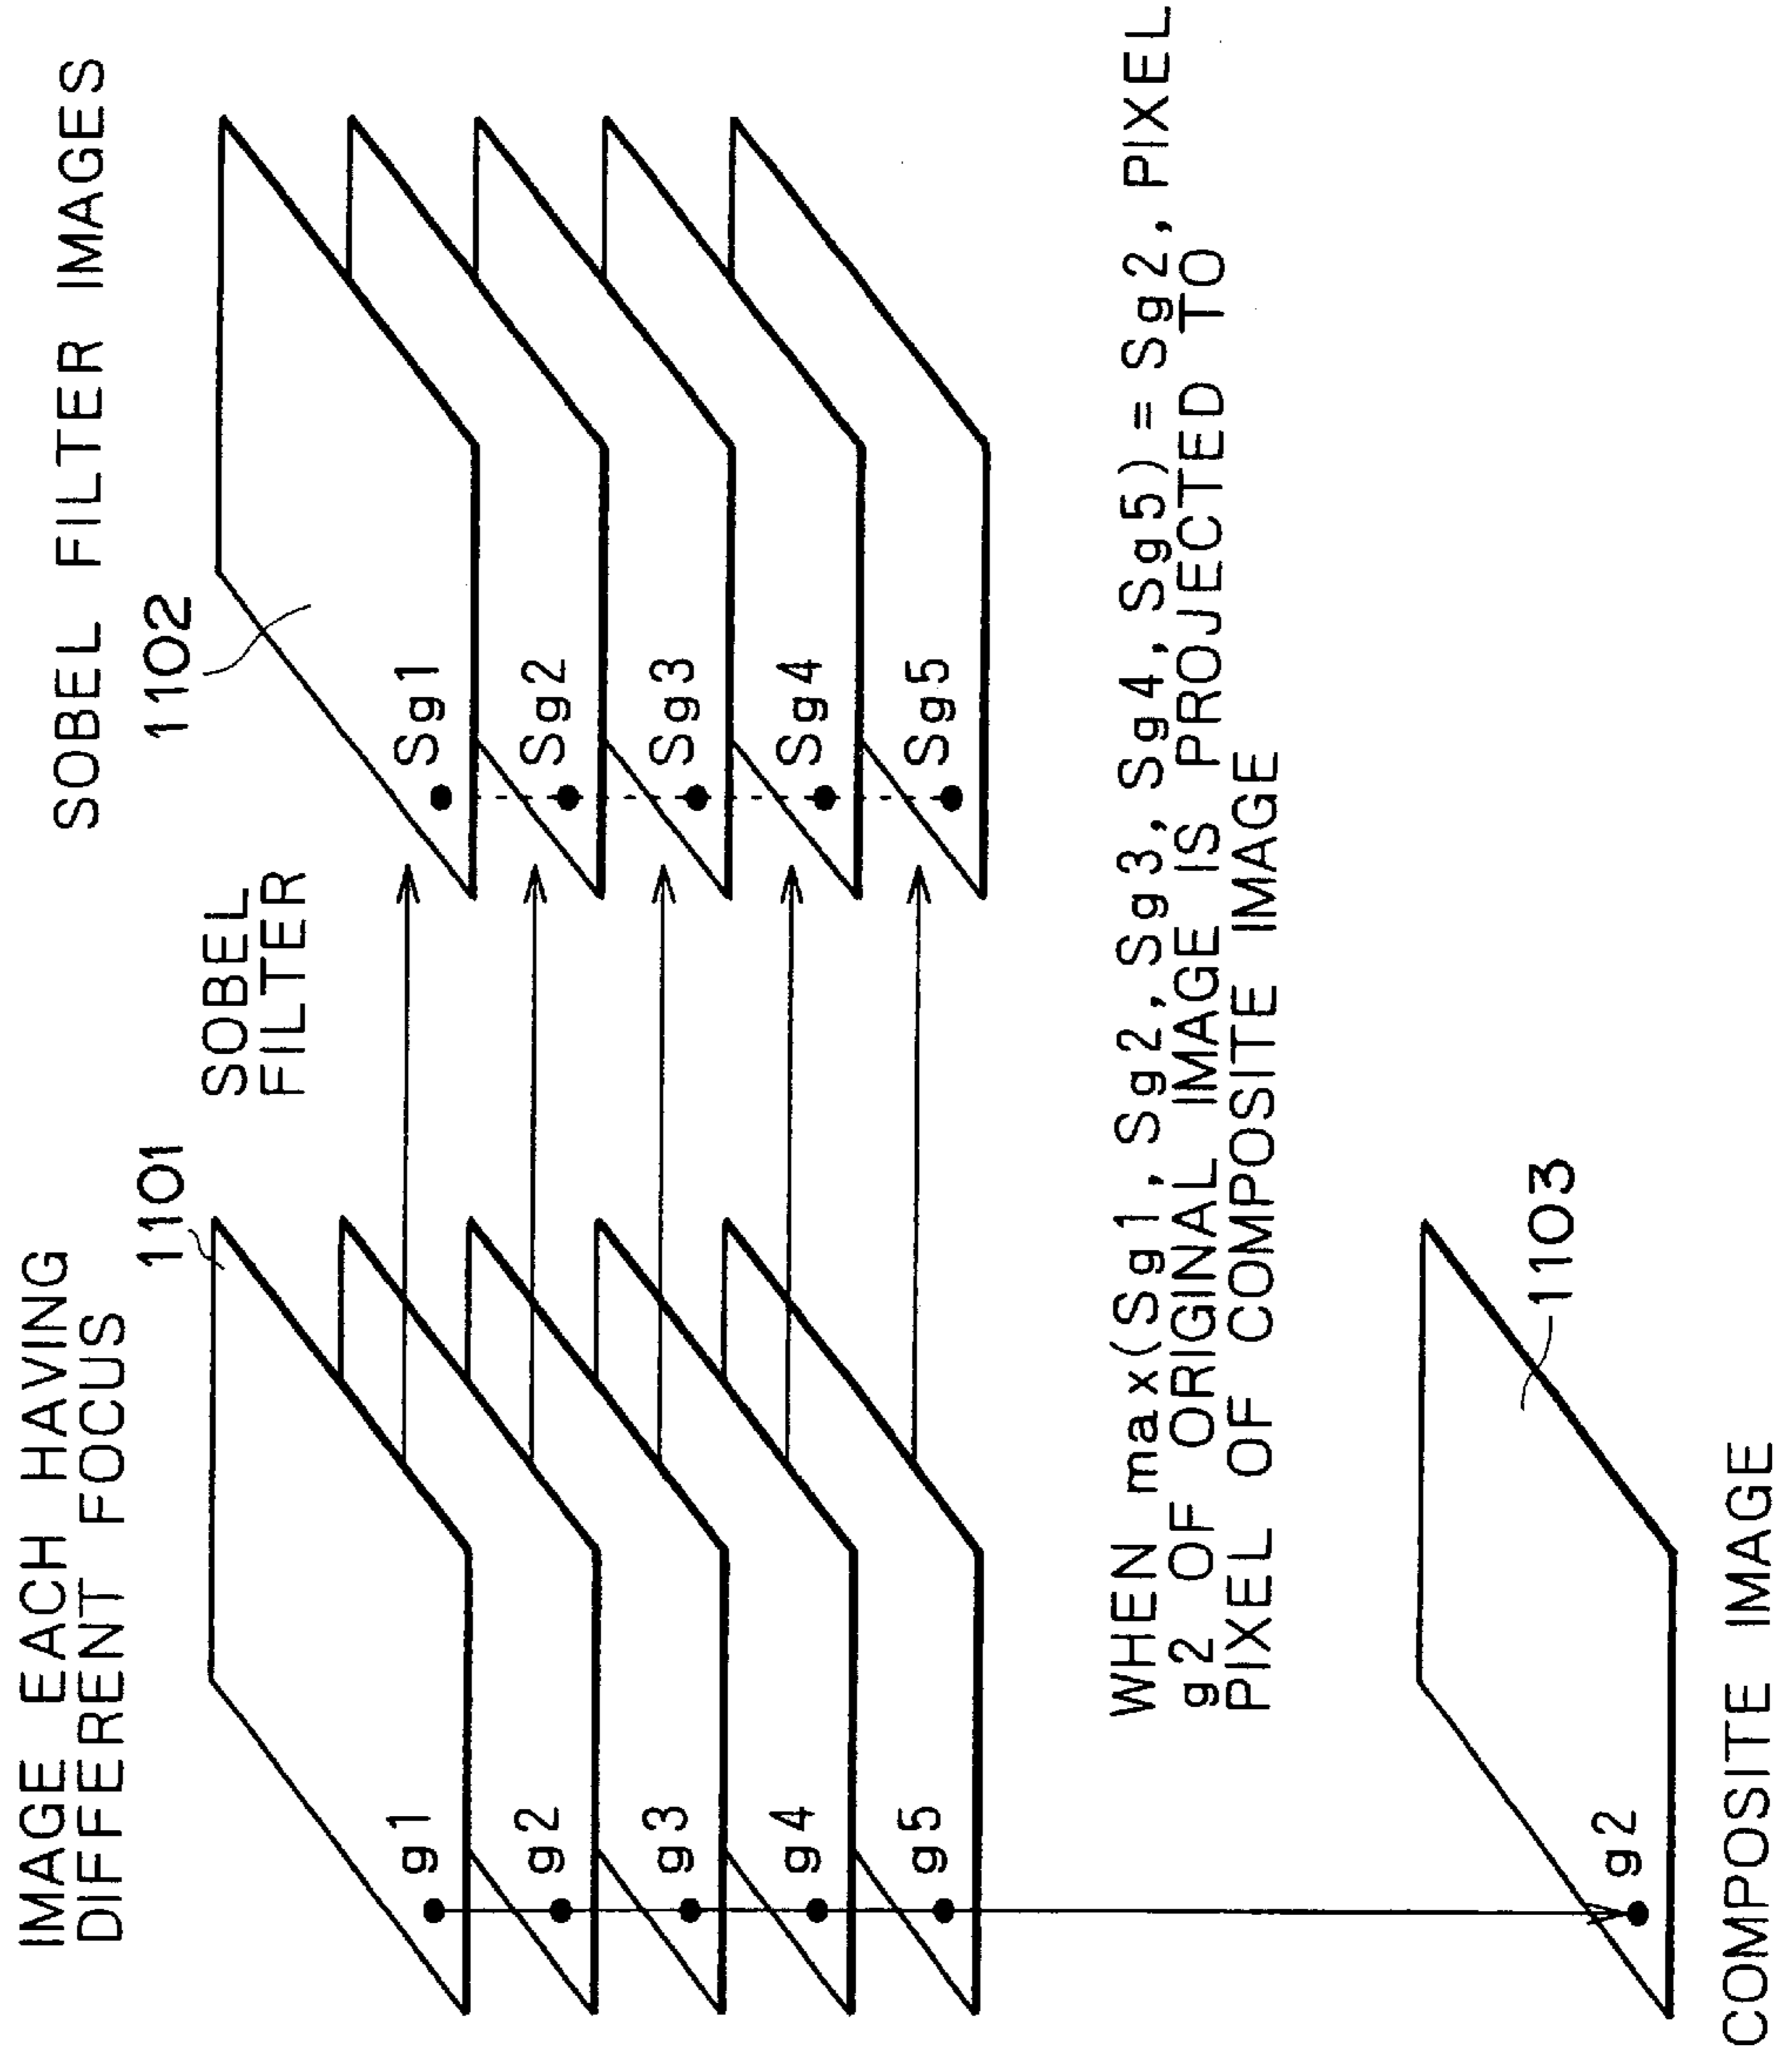 IMAGE EACH HAVING
DIFFERENT FOCUS
1101
SOBEL
FILTER
SOBEL FILTER IMAGES
1102
g1
g2
g3
g4
g5
Sg1
Sg2
Sg3
Sg4
Sg5
WHEN max(Sg1,Sg2,Sg3,Sg4,Sg5)=Sg2,PIXEL
g2 OF ORIGINAL IMAGE IS PROJECTED TO
PIXEL OF COMPOSITE IMAGE
1103
g2
COMPOSITE IMAGE